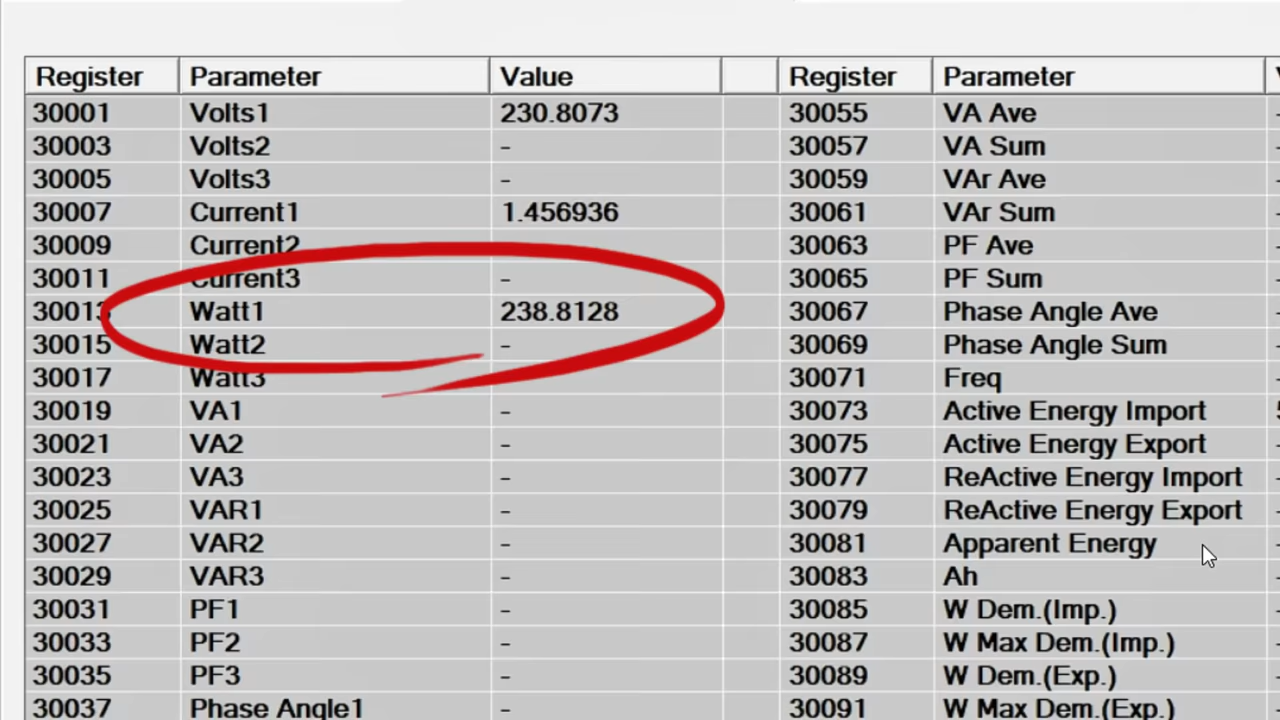 Register Parameter Value Register Parameter
30001 Volts1 230.8073 30055 VA Ave
30003 Volts2 - 30057 VA Sum
30005 Volts3 - 30059 VAr Ave
30007 Current1 1.456936 30061 VAr Sum
30009 Current2 30063 PF Ave
30011 Current3 - 30065 PF Sum
30013 Watt1 238.8128 30067 Phase Angle Ave
30015 Watt2 - 30069 Phase Angle Sum
30017 Watt3 30071 Freq
30019 VA1 - 30073 Active Energy Import
30021 VA2 - 30075 Active Energy Export
30023 VA3 - 30077 ReActive Energy Import
30025 VAR1 - 30079 ReActive Energy Export
30027 VAR2 - 30081 Apparent Energy
30029 VAR3 - 30083 Ah
30031 PF1 - 30085 W Dem.(Imp.)
30033 PF2 - 30087 W Max Dem.(Imp.)
30035 PF3 - 30089 W Dem.(Exp.)
30037 Phase Angle1 - 30091 W Max Dem.(Exp.)